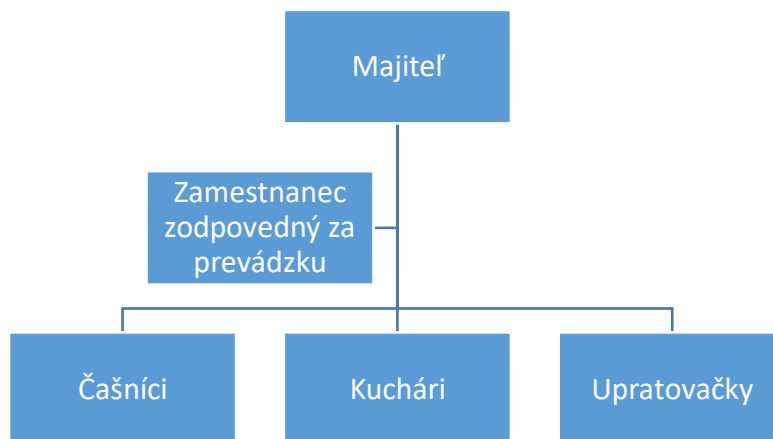 Majiteľ
Zamestnanec
zodpovedný za
prevádzku
Čašníci
Kuchári
Upratovačky